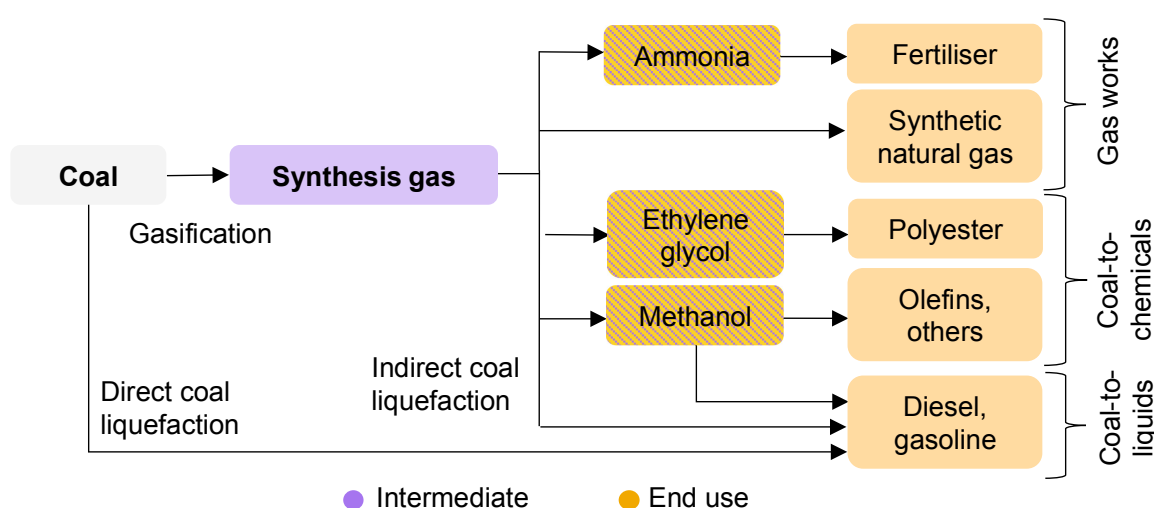 Ammonia
Fertiliser
Synthetic
natural gas
Gas works
Coal
Synthesis gas
Gasification
Ethylene
glycol
Polyester
Methanol
Olefins,
others
Coal-to-
chemicals
Direct coal
liquefaction
Indirect coal
liquefaction
Diesel,
gasoline
Coal-to-
liquids
Intermediate
End use